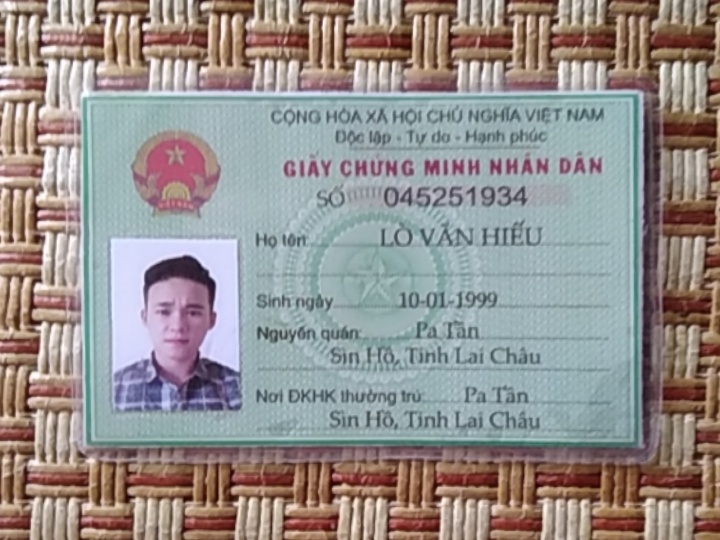 CỘNG HÒA XÃ HỘI CHỦ NGHĨA VIỆT NAM
Độc lập - Tự do - Hạnh phúc
GIẤY CHỨNG MINH NHÂN DÂN
SỐ 045251934
Họ tên LÒ VĂN HIẾU
Sinh ngày 10-01-1999
Nguyên quán: Pa Tần
Sìn Hồ, Tỉnh Lai Châu
Nơi ĐKHK thường trú: Pa Tần
Sìn Hồ, Tỉnh Lai Châu